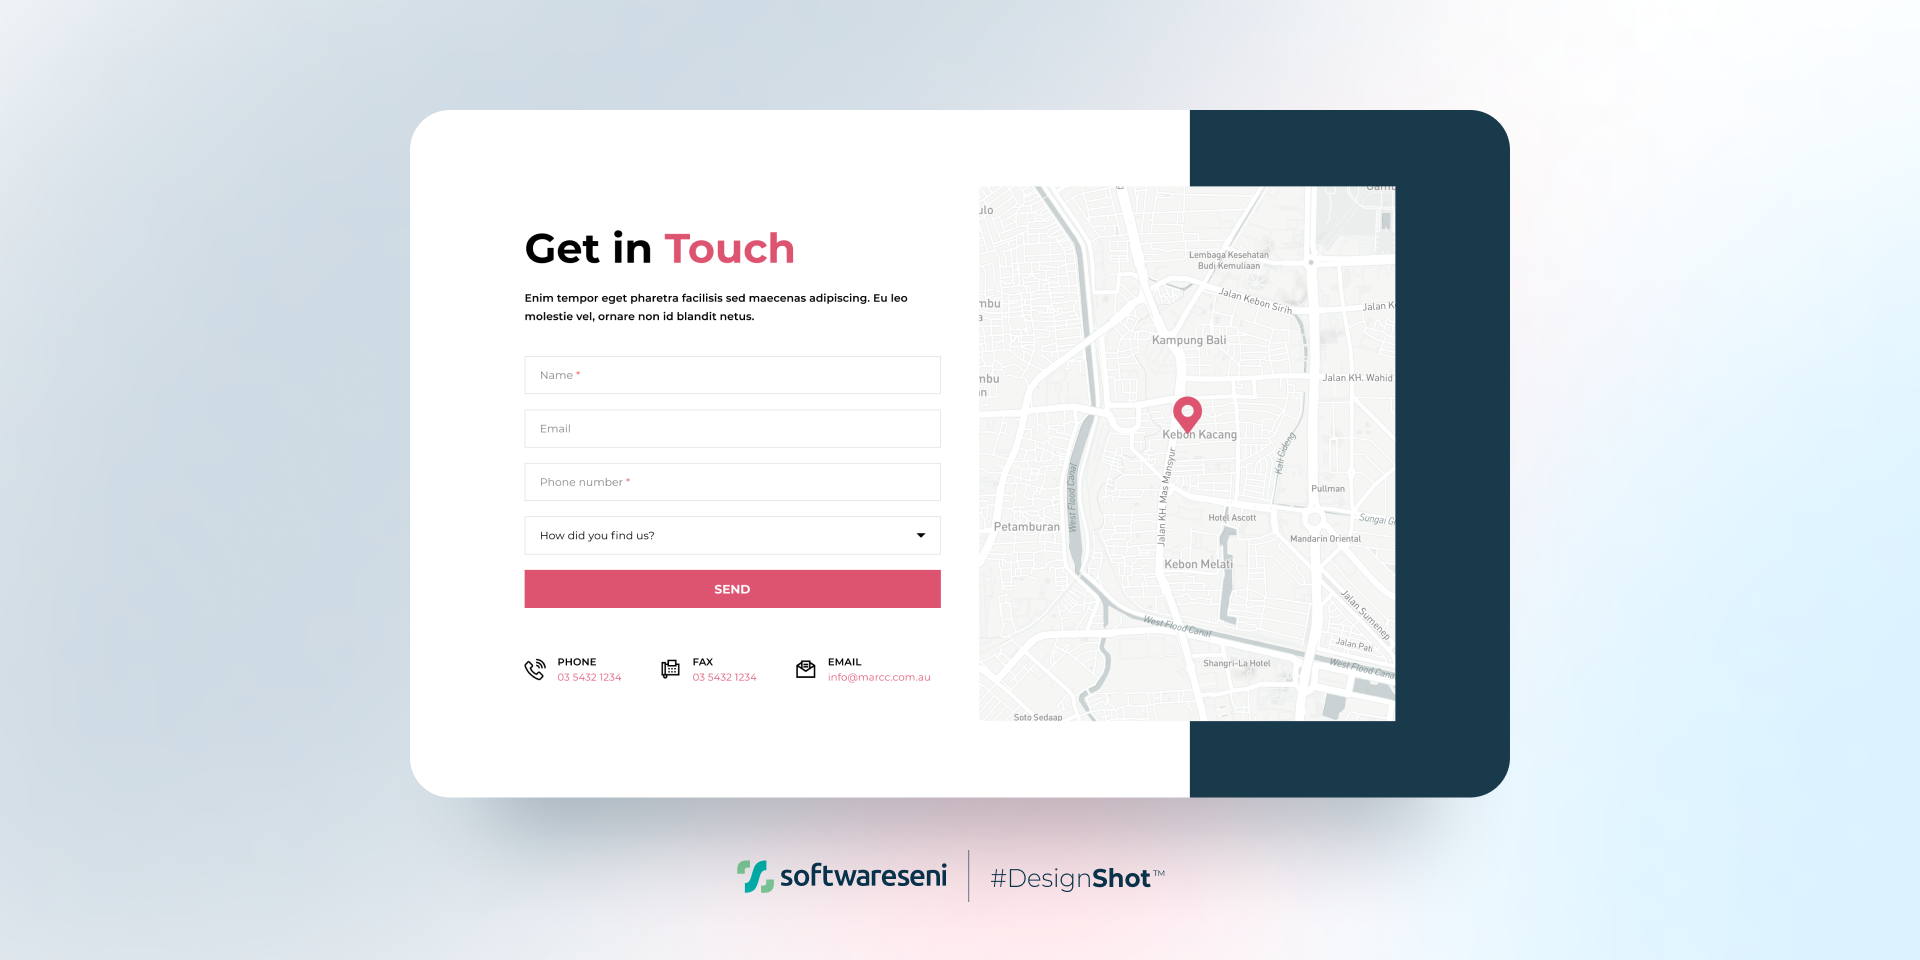 Get in Touch
Enim tempor eget pharetra facilisis sed maecenas adipiscing. Eu leo
molestie vel, ornare non id blandit netus.
Name *
Email
Phone number *
How did you find us?
SEND
PHONE
03 5432 1234
FAX
03 5432 1234
EMAIL
info@marcc.com.au
ulo
Lembaga Kesehatan
Budi Kemuliaan
Jalan Kebon Sirih
Jalan K
mbu
a
Kampung Bali
Jalan KH. Wahid
mbu
an
Kebon Kacang
Kali Cideng
Jalan KH. Mas Mansyur
West Flood Canal
Pullman
Petamburan
Hotel Ascott
Sungai G
Mandarin Oriental
Kebon Melati
Jalan Sumenep
West Flood Canal
Jalan Pati
Shangri-La Hotel
West Flood Cana
Soto Sedaap
softwareseni
#DesignShot™